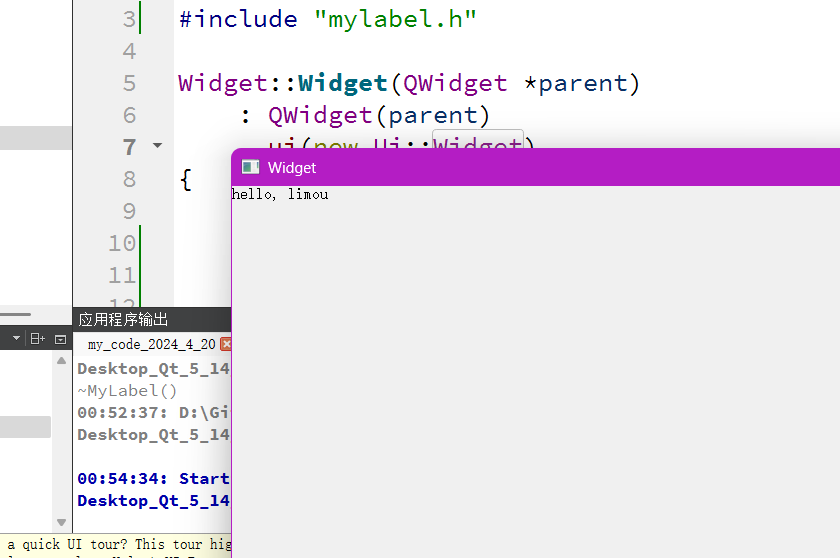 3 #include "mylabel.h"
4
5 Widget::Widget(QWidget *parent)
6 : QWidget(parent)
7 ui(new Ui::Widget)
8 {
9
10
11
12
Widget
hello, limou
应用程序输出
my_code_2024_4_20
Desktop_Qt_5_14
~MyLabel()
00:52:37: D:\Gi
Desktop_Qt_5_14
00:54:34: Start
Desktop_Qt_5_14
a quick UI tour? This tour hig